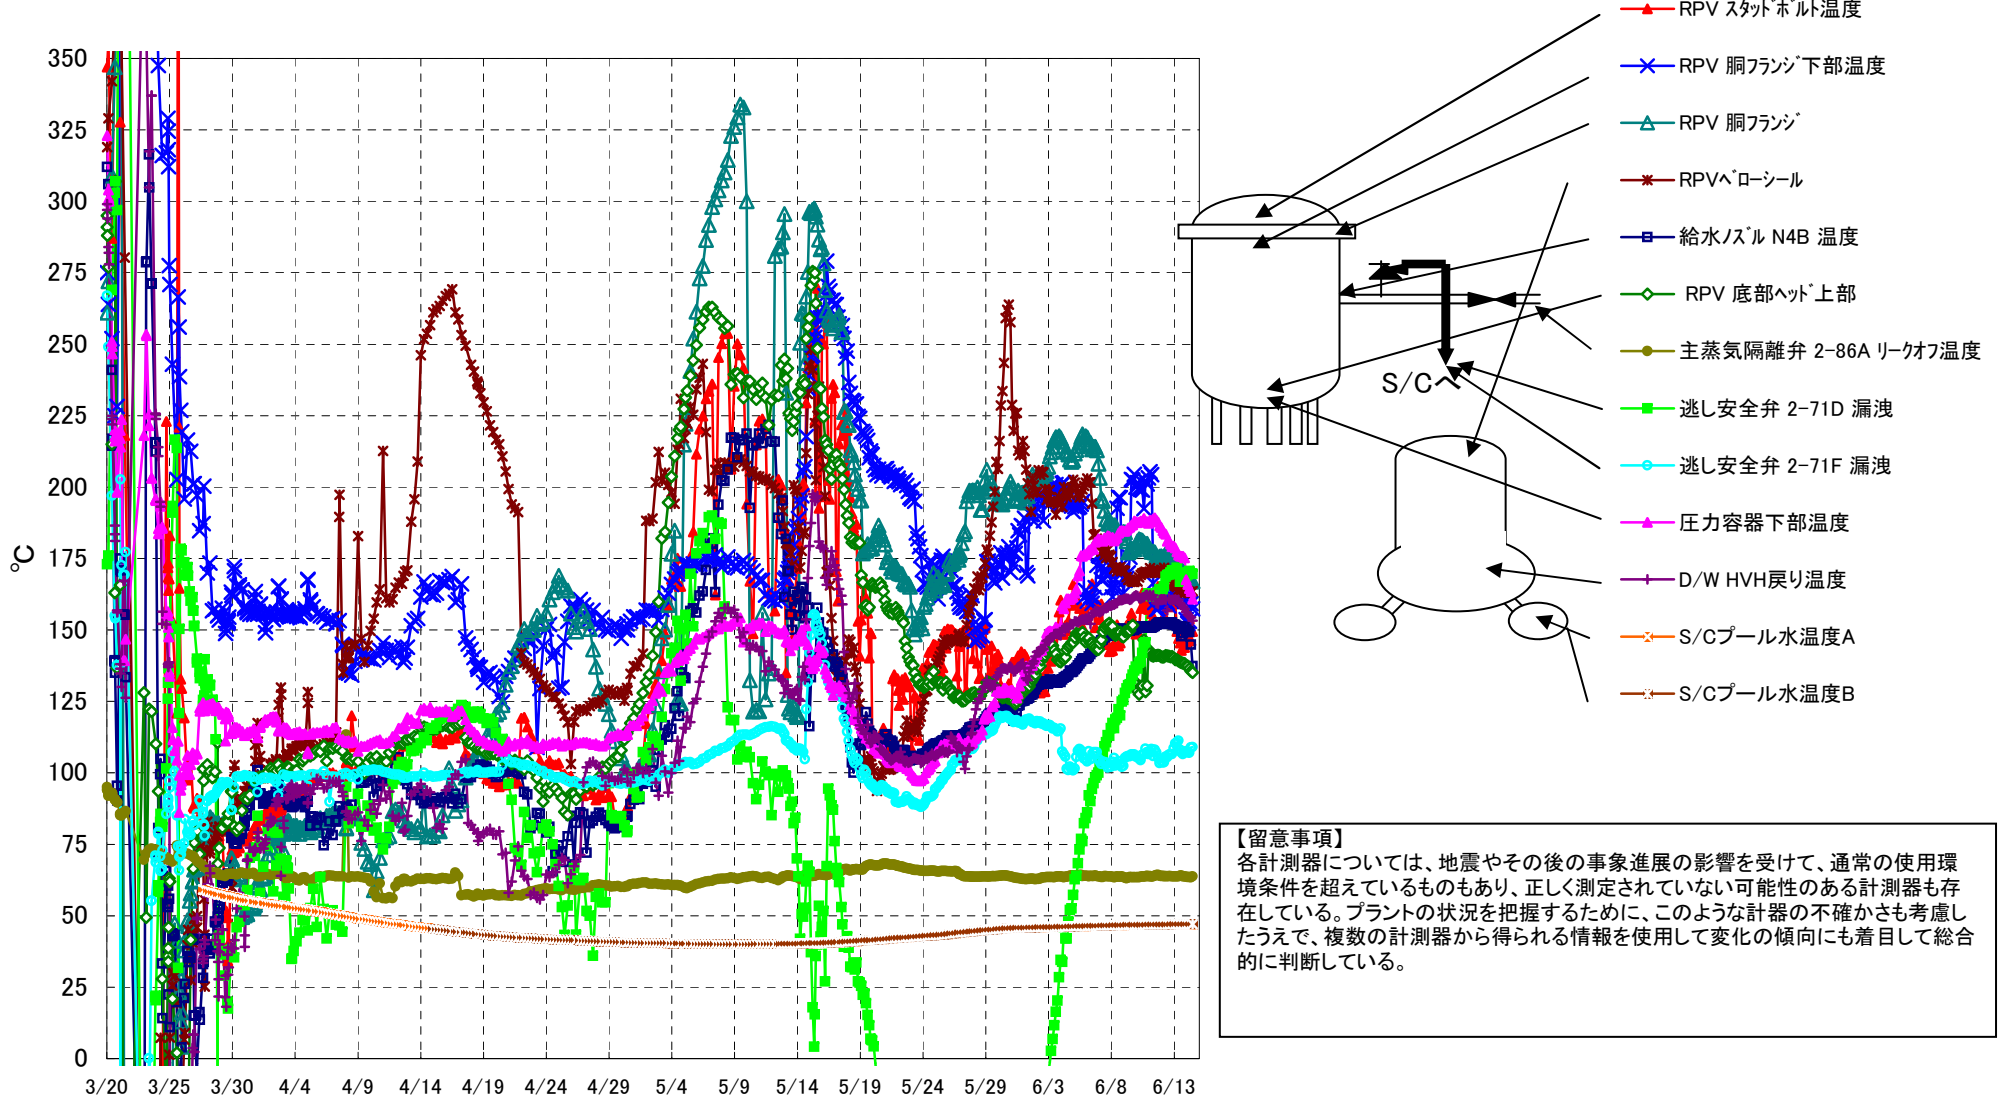 RPV スタッドボルト温度
RPV 胴フランジ下部温度
RPV 胴フランジ
RPVベローシール
給水ノズル N4B 温度
RPV 底部ヘッド上部
主蒸気隔離弁 2-86A リークオフ温度
逃し安全弁 2-71D 漏洩
逃し安全弁 2-71F 漏洩
圧力容器下部温度
D/W HVH戻り温度
S/Cプール水温度A
S/Cプール水温度B
350
325
300
275
250
225
200
175
150
125
100
75
50
25
0
℃
3/20 3/25 3/30 4/4 4/9 4/14 4/19 4/24 4/29 5/4 5/9 5/14 5/19 5/24 5/29 6/3 6/8 6/13
S/Cへ
【留意事項】
各計測器については、地震やその後の事象進展の影響を受けて、通常の使用環
境条件を超えているものもあり、正しく測定されていない可能性のある計測器も存
在している。プラントの状況を把握するために、このような計器の不確かさも考慮し
たうえで、複数の計測器から得られる情報を使用して変化の傾向にも着目して総合
的に判断している。